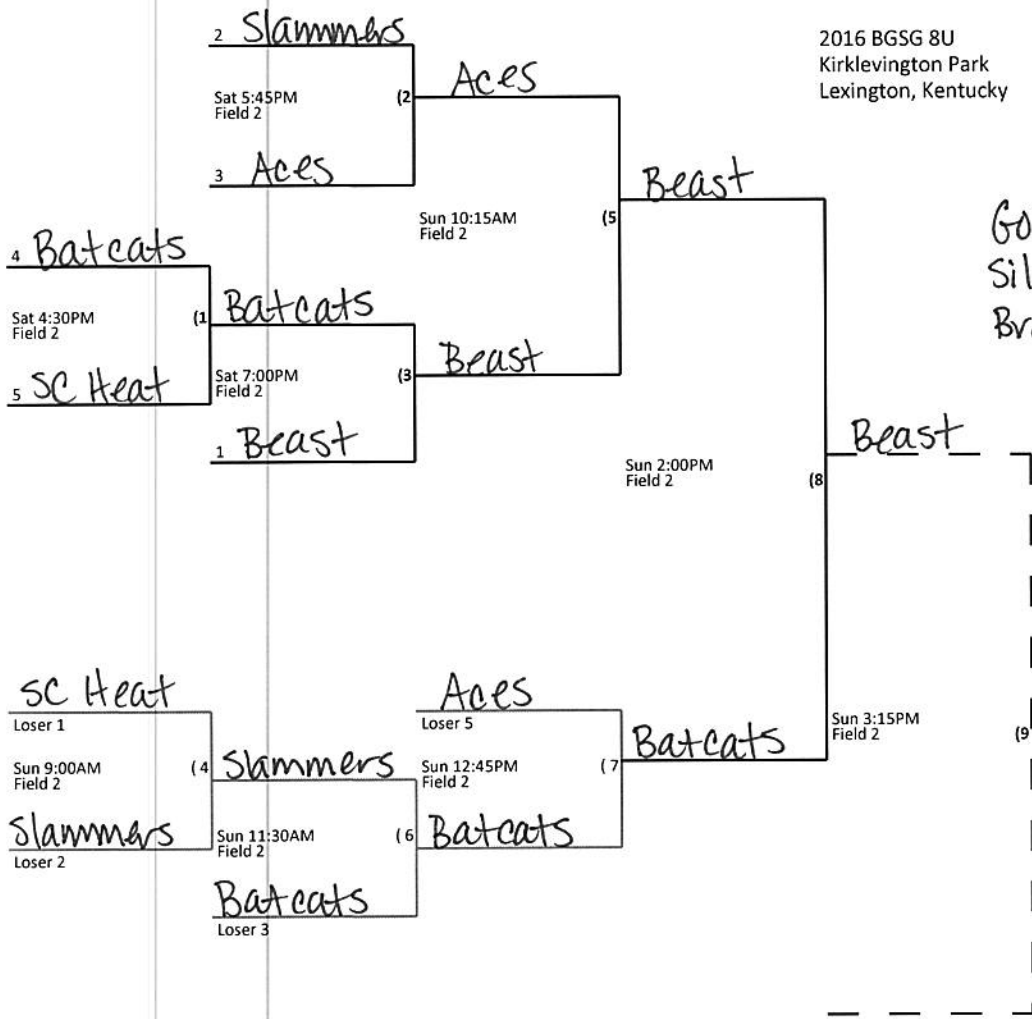 2016 BGSG 8U
Kirklevington Park
Lexington, Kentucky
2 Slammers
Sat 5:45PM
Field 2
(2
Aces
3 Aces
Beast
Sun 10:15AM
Field 2
(5
Go
Sil
Br
4 Batcats
Sat 4:30PM
Field 2
(1
Batcats
5 SC Heat
Sat 7:00PM
Field 2
(3
Beast
1 Beast
Sun 2:00PM
Field 2
(8
Beast
SC Heat
Loser 1
Sun 9:00AM
Field 2
(4
Slammers
Slammers
Loser 2
Sun 11:30AM
Field 2
(6
Batcats
Batcats
Loser 3
Aces
Loser 5
Sun 12:45PM
Field 2
(7
Batcats
Sun 3:15PM
Field 2
(9